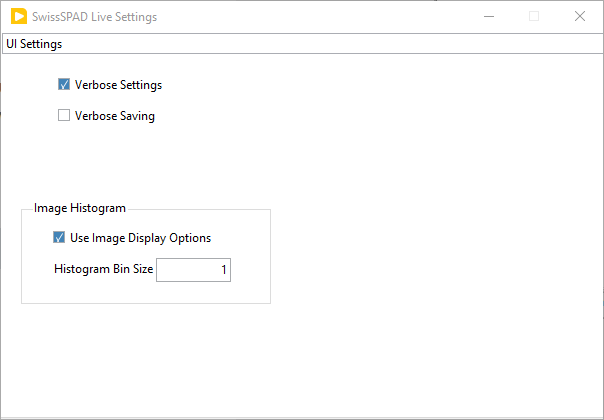 SwissSPAD Live Settings
UI Settings
Verbose Settings
Verbose Saving
Image Histogram
Use Image Display Options
Histogram Bin Size 1